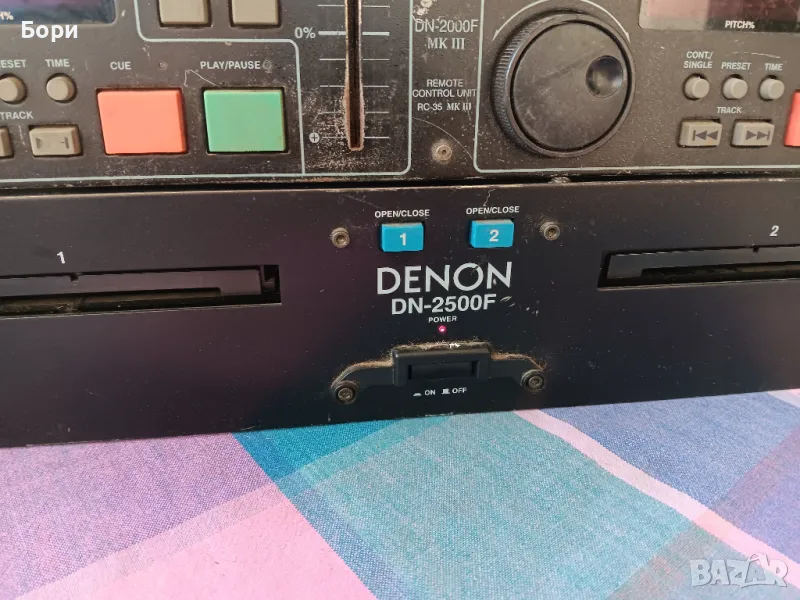 Бори
%
0%
DN-2000F
MK III
PITCH%
RESET TIME
CUE
PLAY/PAUSE
REMOTE
CONTROL UNIT
RC-35 MK III
CONT./
SINGLE PRESET TIME
TRACK
TRACK
OPEN/CLOSE
OPEN/CLOSE
1
1
2
2
DENON
DN-2500F
POWER
ON OFF
BAZAR